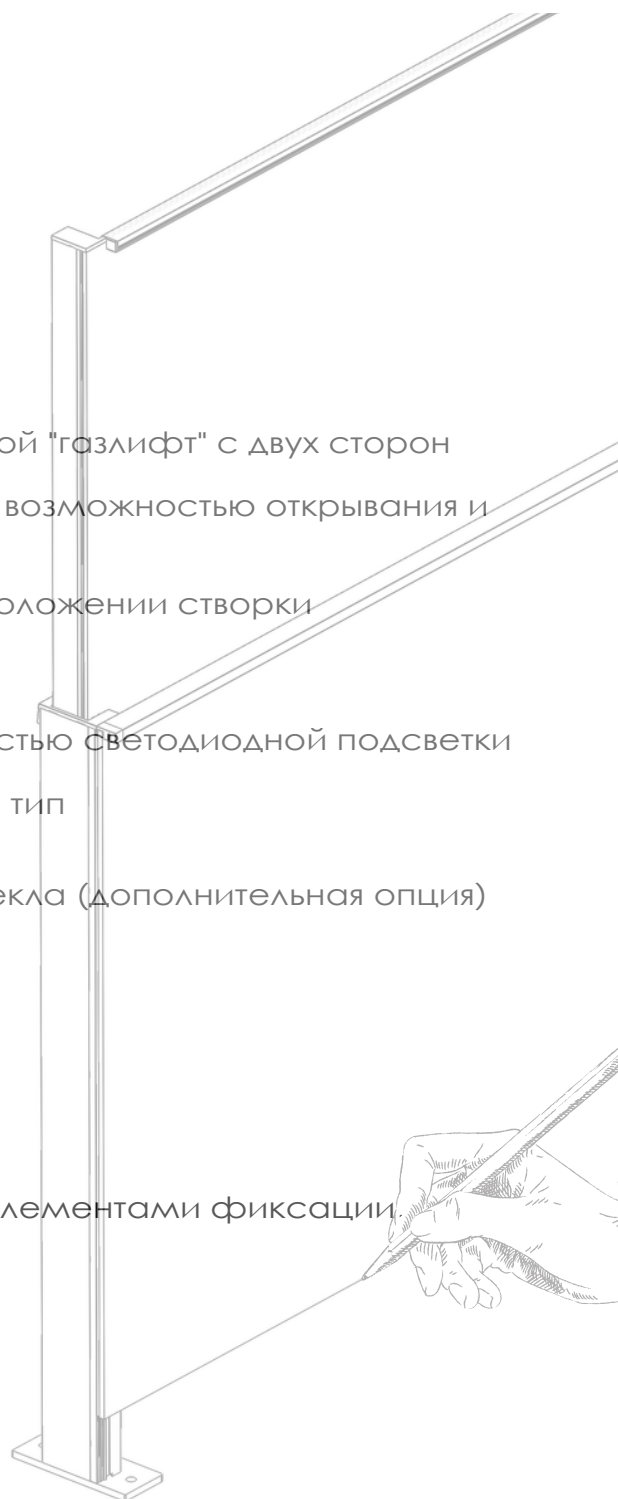 ой "газлифт" с двух сторон
возможностью открывания и
оложении створки
стью светодиодной подсветки
тип
екла (дополнительная опция)
лементами фиксации.